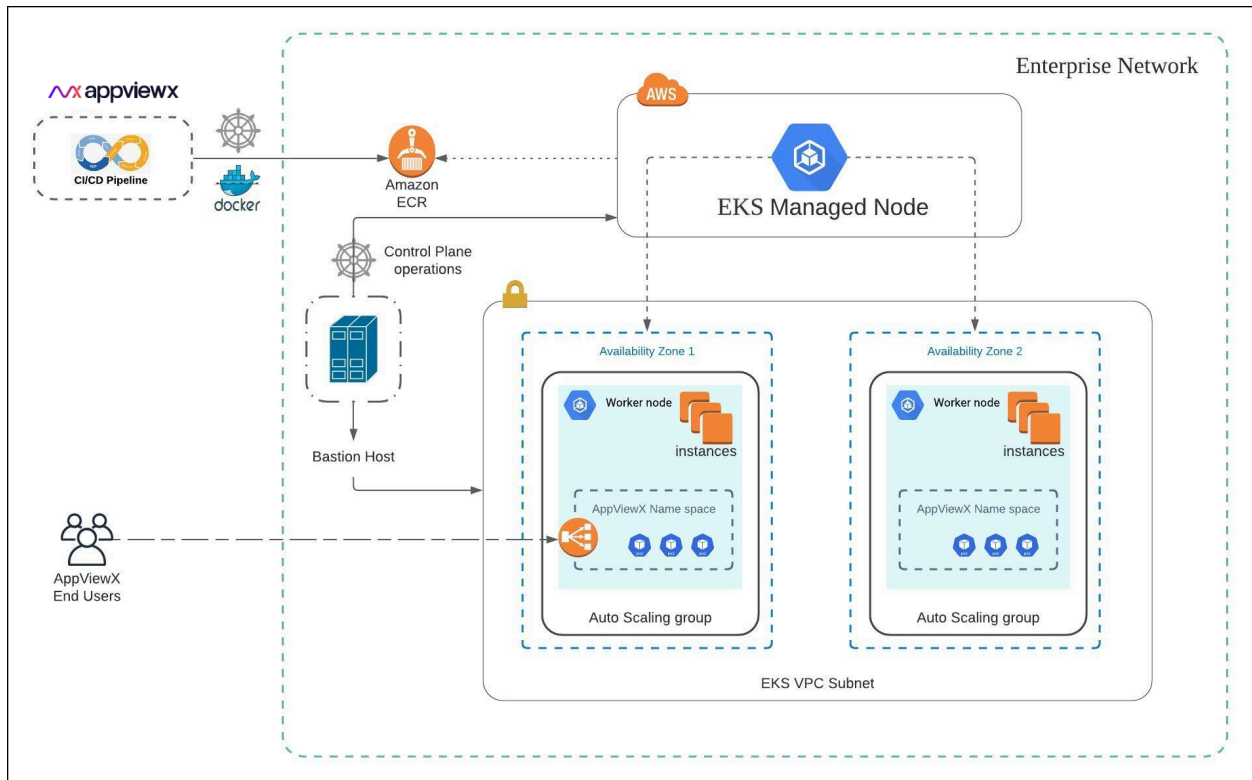 Enterprise Network
appviewx
CI/CD Pipeline
docker
Amazon
ECR
AWS
EKS Managed Node
Control Plane
operations
Bastion Host
AppViewX
End Users
Availability Zone 1
Worker node
instances
AppViewX Name space
Auto Scaling group
Availability Zone 2
Worker node
instances
AppViewX Name space
Auto Scaling group
EKS VPC Subnet